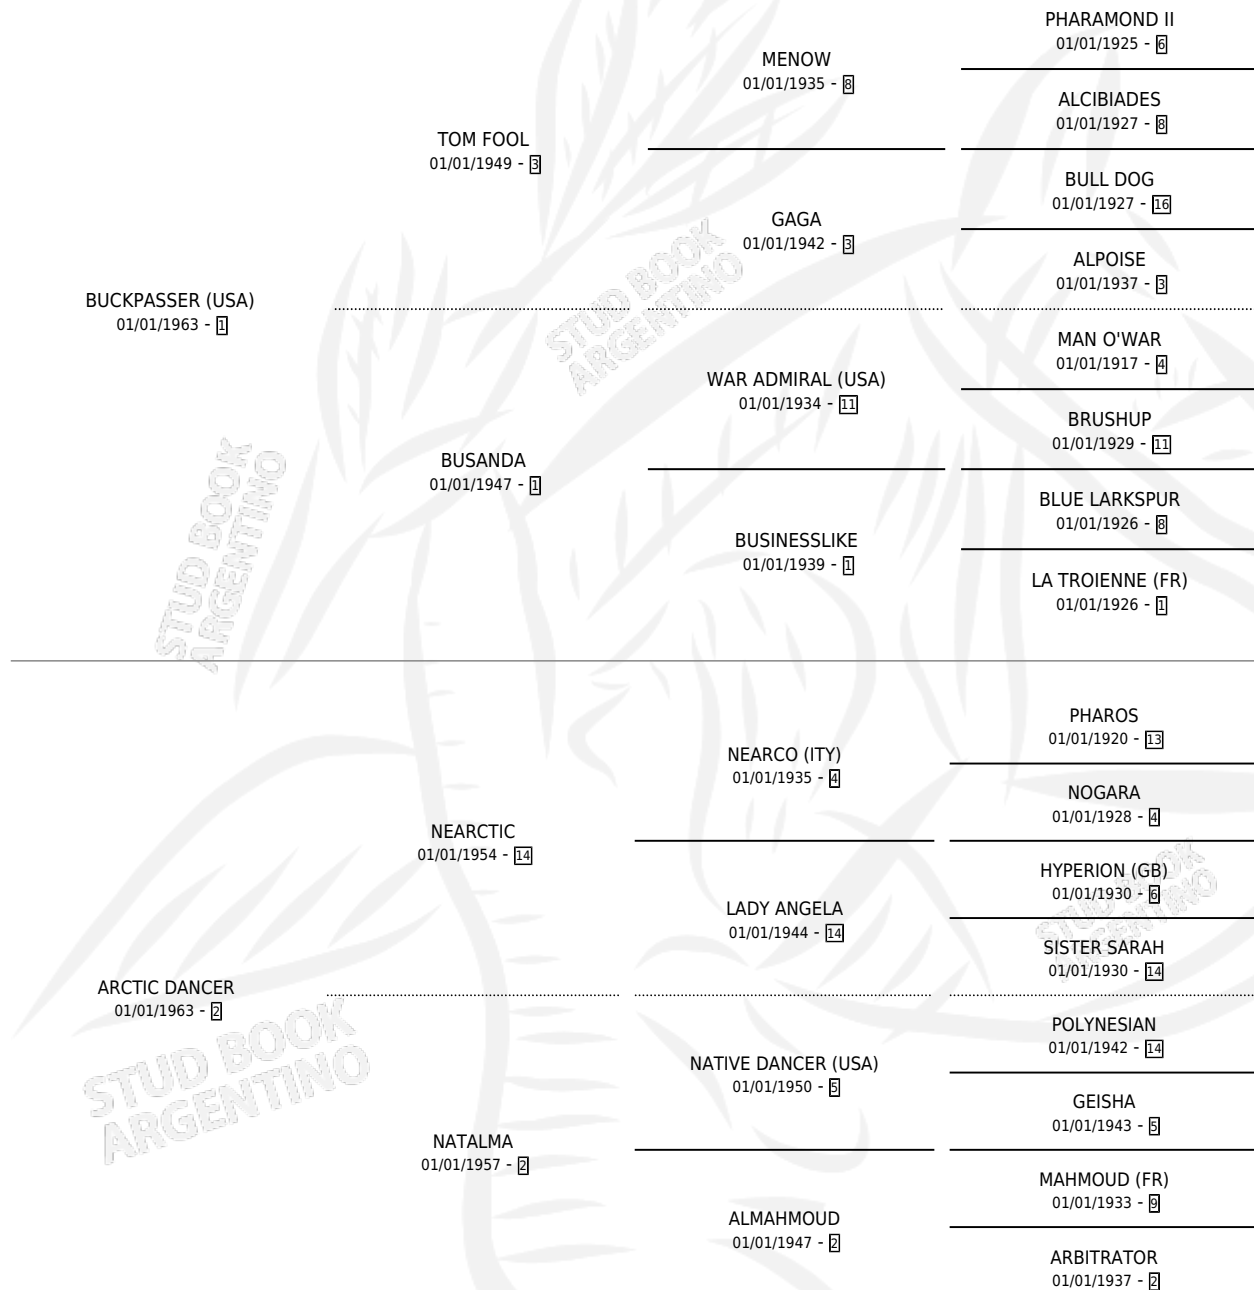 PHARAMOND II
01/01/1925 - 6
MENOW
01/01/1935 - 8
ALCIBIADES
01/01/1927 - 8
TOM FOOL
01/01/1949 - 3
BULL DOG
01/01/1927 - 16
GAGA
01/01/1942 - 3
ALPOISE
01/01/1937 - 3
BUCKPASSER (USA)
01/01/1963 - 1
MAN O'WAR
01/01/1917 - 4
WAR ADMIRAL (USA)
01/01/1934 - 11
BRUSHUP
01/01/1929 - 11
BUSANDA
01/01/1947 - 1
BLUE LARKSPUR
01/01/1926 - 8
BUSINESSLIKE
01/01/1939 - 1
LA TROIENNE (FR)
01/01/1926 - 1
PHAROS
01/01/1920 - 13
NEARCO (ITY)
01/01/1935 - 4
NOGARA
01/01/1928 - 4
NEARCTIC
01/01/1954 - 14
HYPERION (GB)
01/01/1930 - 6
LADY ANGELA
01/01/1944 - 14
SISTER SARAH
01/01/1930 - 14
ARCTIC DANCER
01/01/1963 - 2
POLYNESIAN
01/01/1942 - 14
NATIVE DANCER (USA)
01/01/1950 - 5
GEISHA
01/01/1943 - 5
NATALMA
01/01/1957 - 2
MAHMOUD (FR)
01/01/1933 - 9
ALMAHMOUD
01/01/1947 - 2
ARBITRATOR
01/01/1937 - 2
STUD BOOK
ARGENTINO
STUD BOOK
ARGENTINO
STUD BOOK
ARGENTINO
STUD BOOK
ARGENTINO